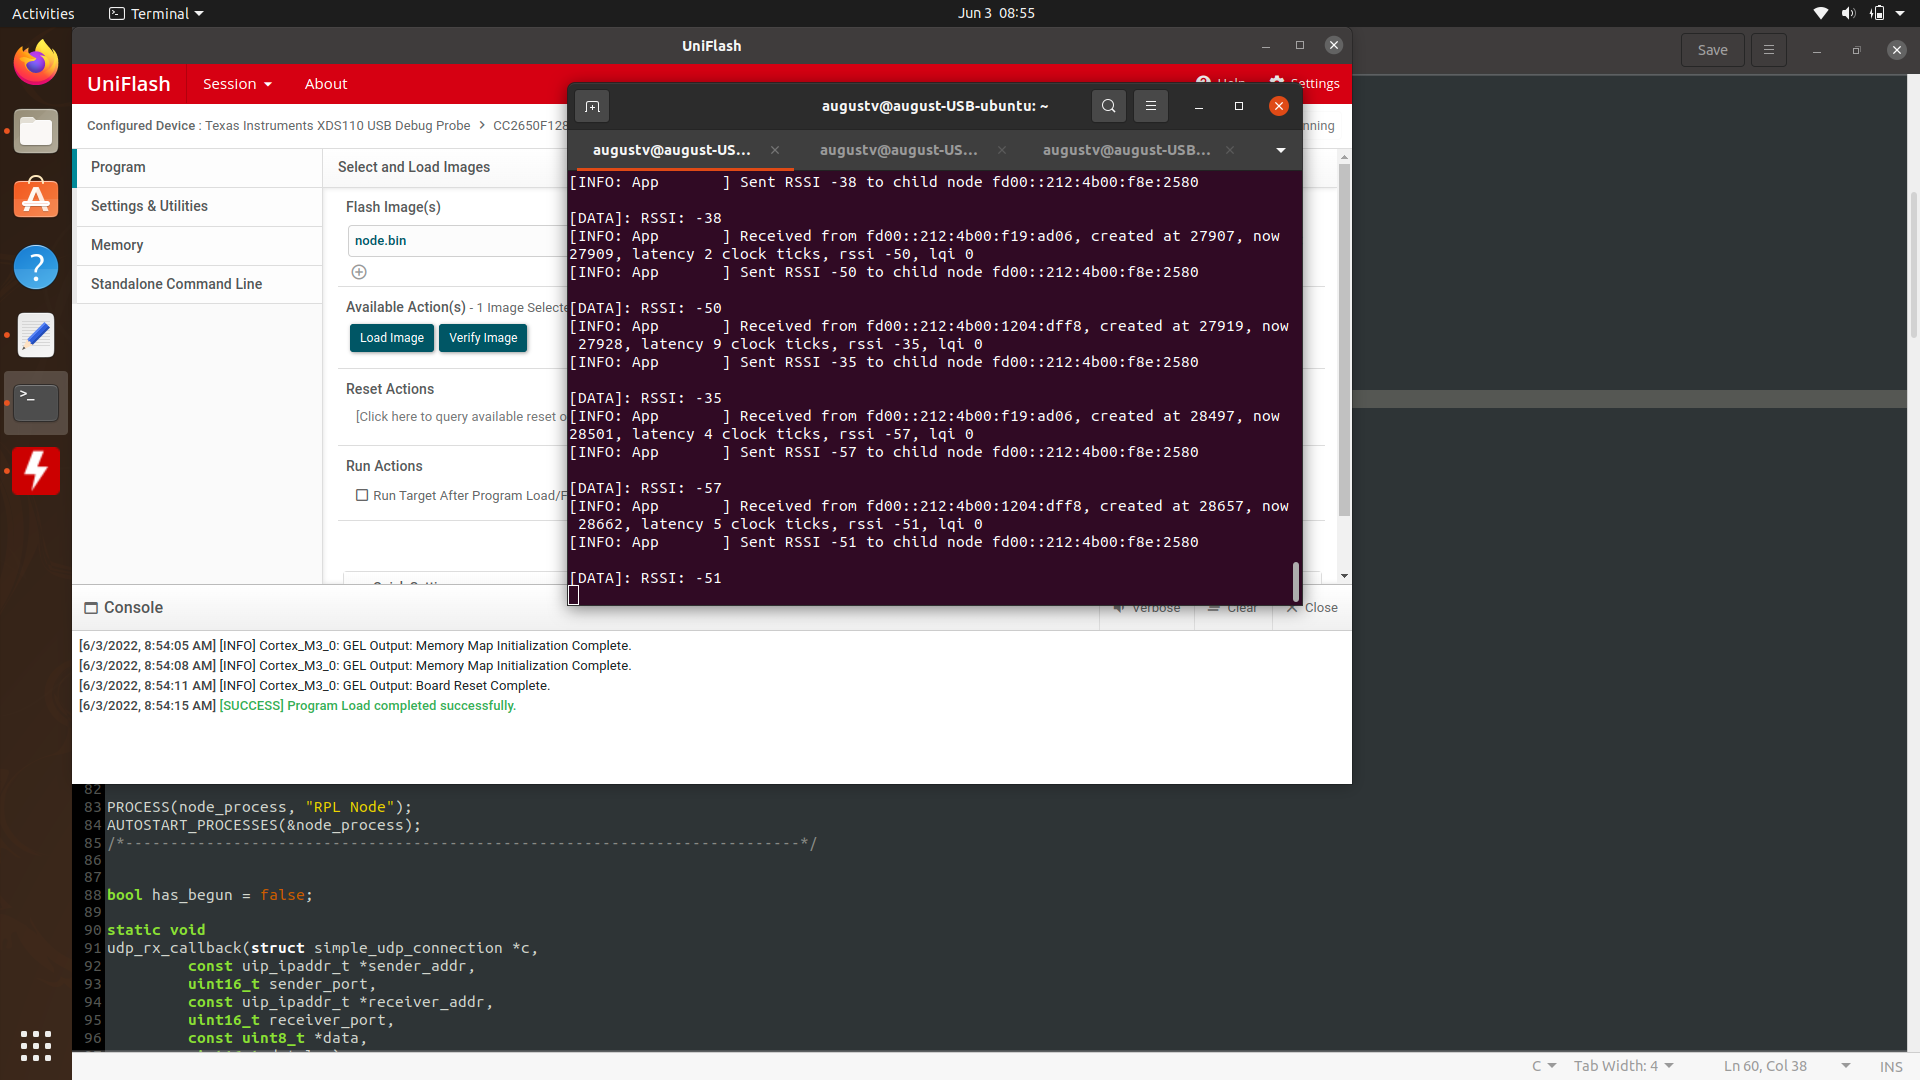 Activities
Terminal
Jun 3 08:55
UniFlash
Save
UniFlash
Session
About
Settings
augustv@august-USB-ubuntu: ~
Configured Device : Texas Instruments XDS110 USB Debug Probe
CC2650F128
augustv@august-US...
augustv@august-US...
augustv@august-USB...
Program
Settings & Utilities
Memory
Standalone Command Line
Select and Load Images
Flash Image(s)
node.bin
Available Action(s) - 1 Image Selecte
Load Image
Verify Image
Reset Actions
[Click here to query available reset o
Run Actions
Run Target After Program Load/F
[INFO: App       ] Sent RSSI -38 to child node fd00::212:4b00:f8e:2580
[DATA]: RSSI: -38
[INFO: App       ] Received from fd00::212:4b00:f19:ad06, created at 27907, now
27909, latency 2 clock ticks, rssi -50, lqi 0
[INFO: App       ] Sent RSSI -50 to child node fd00::212:4b00:f8e:2580
[DATA]: RSSI: -50
[INFO: App       ] Received from fd00::212:4b00:1204:dff8, created at 27919, now
27928, latency 9 clock ticks, rssi -35, lqi 0
[INFO: App       ] Sent RSSI -35 to child node fd00::212:4b00:f8e:2580
[DATA]: RSSI: -35
[INFO: App       ] Received from fd00::212:4b00:f19:ad06, created at 28497, now
28501, latency 4 clock ticks, rssi -57, lqi 0
[INFO: App       ] Sent RSSI -57 to child node fd00::212:4b00:f8e:2580
[DATA]: RSSI: -57
[INFO: App       ] Received from fd00::212:4b00:1204:dff8, created at 28657, now
28662, latency 5 clock ticks, rssi -51, lqi 0
[INFO: App       ] Sent RSSI -51 to child node fd00::212:4b00:f8e:2580
[DATA]: RSSI: -51
Console
Verbose
Clear
Close
[6/3/2022, 8:54:05 AM] [INFO] Cortex_M3_0: GEL Output: Memory Map Initialization Complete.
[6/3/2022, 8:54:08 AM] [INFO] Cortex_M3_0: GEL Output: Memory Map Initialization Complete.
[6/3/2022, 8:54:11 AM] [INFO] Cortex_M3_0: GEL Output: Board Reset Complete.
[6/3/2022, 8:54:15 AM] [SUCCESS] Program Load completed successfully.
82
83 PROCESS(node_process, "RPL Node");
84 AUTOSTART_PROCESSES(&node_process);
85 /*---------------------------------------------------------------------------*/
86
87
88 bool has_begun = false;
89
90 static void
91 udp_rx_callback(struct simple_udp_connection *c,
92          const uip_ipaddr_t *sender_addr,
93          uint16_t sender_port,
94          const uip_ipaddr_t *receiver_addr,
95          uint16_t receiver_port,
96          const uint8_t *data,
C
Tab Width: 4
Ln 60, Col 38
INS